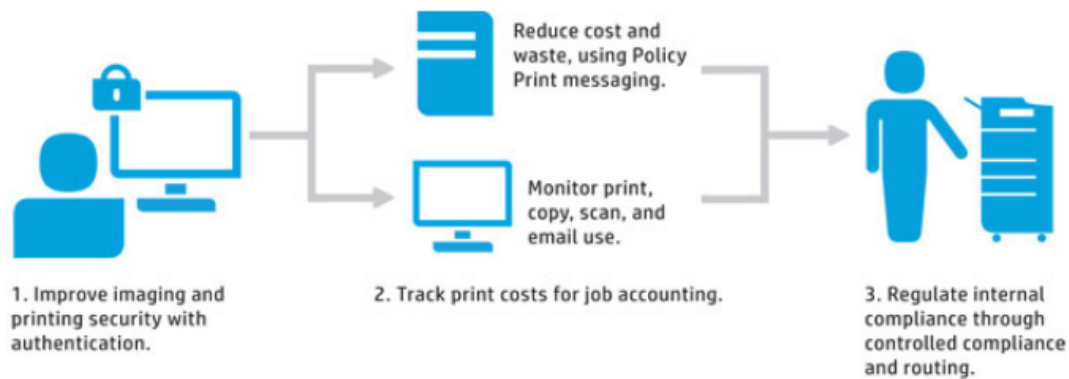 Reduce cost and
waste, using Policy
Print messaging.
Monitor print,
copy, scan, and
email use.
1. Improve imaging and
printing security with
authentication.
2. Track print costs for job accounting.
3. Regulate internal
compliance through
controlled compliance
and routing.